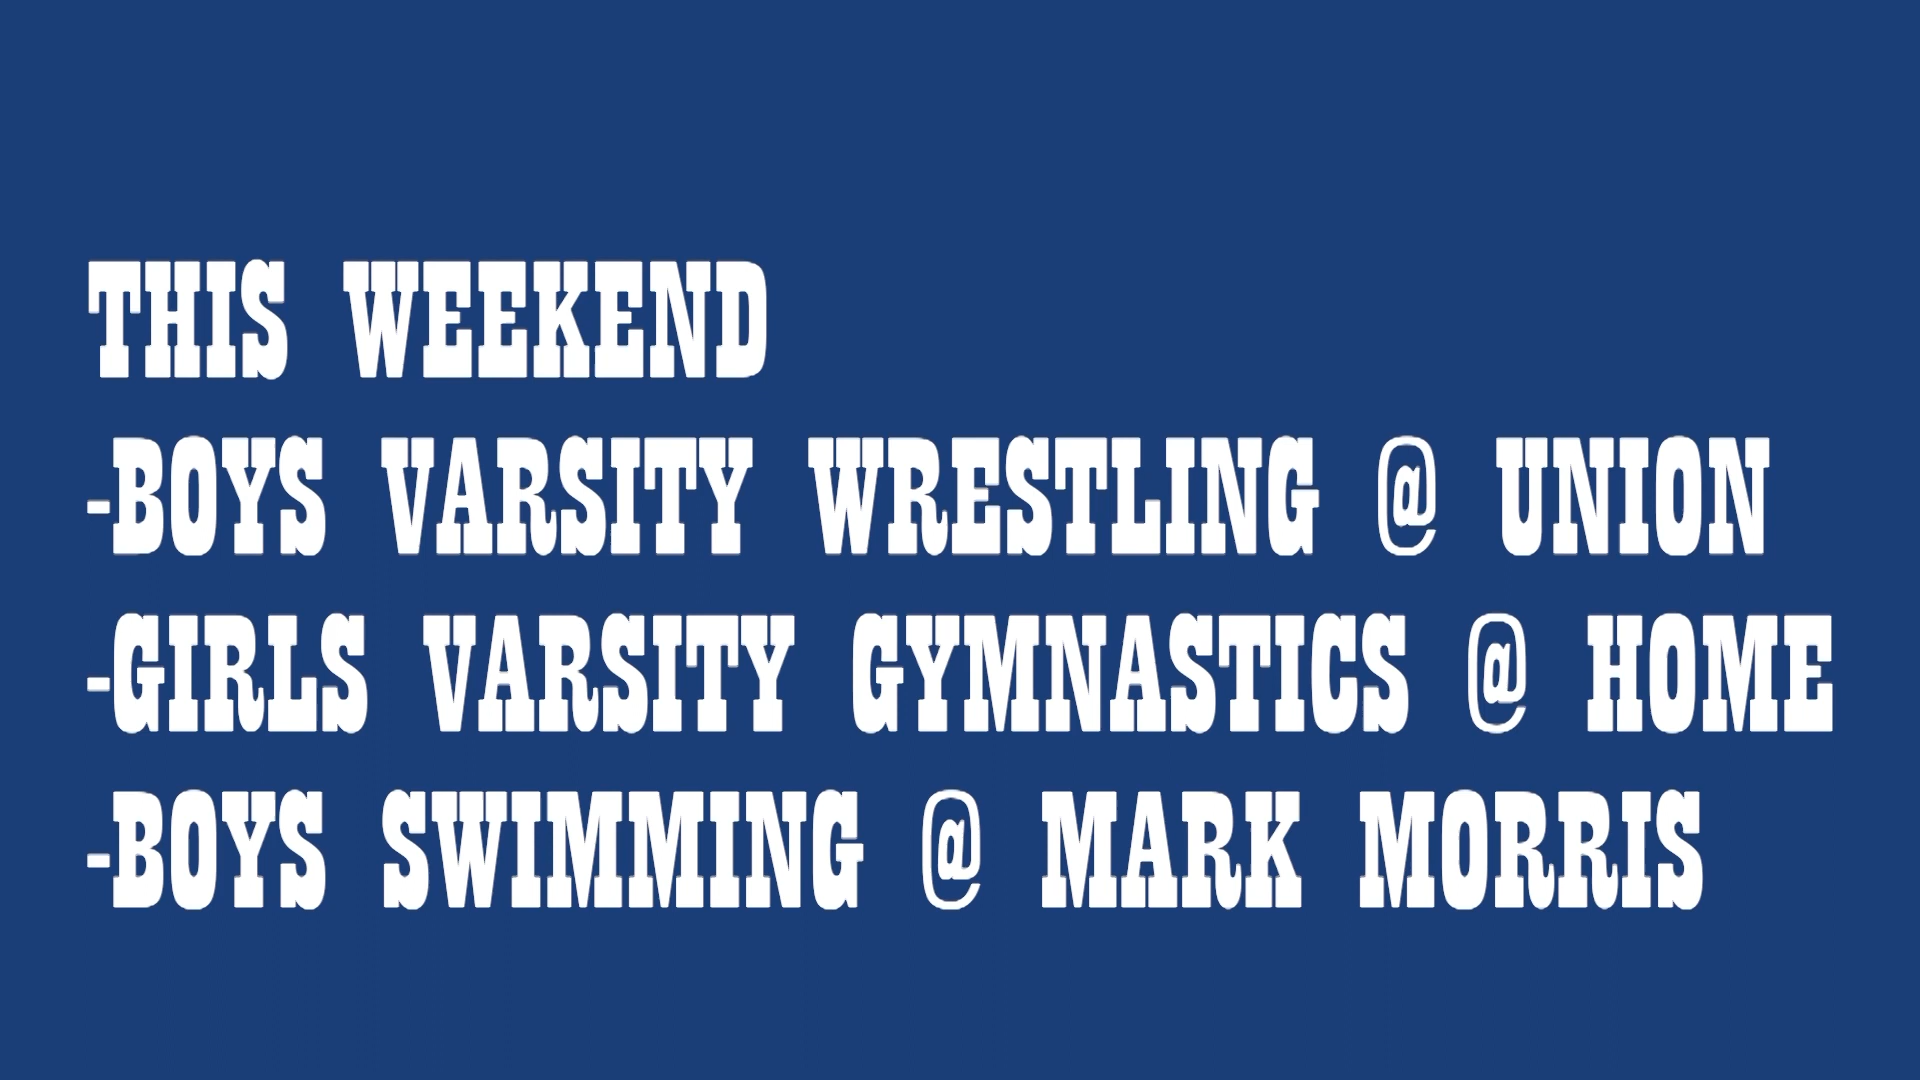 THIS WEEKEND
-BOYS VARSITY WRESTLING @ UNION
-GIRLS VARSITY GYMNASTICS @ HOME
-BOYS SWIMMING @ MARK MORRIS